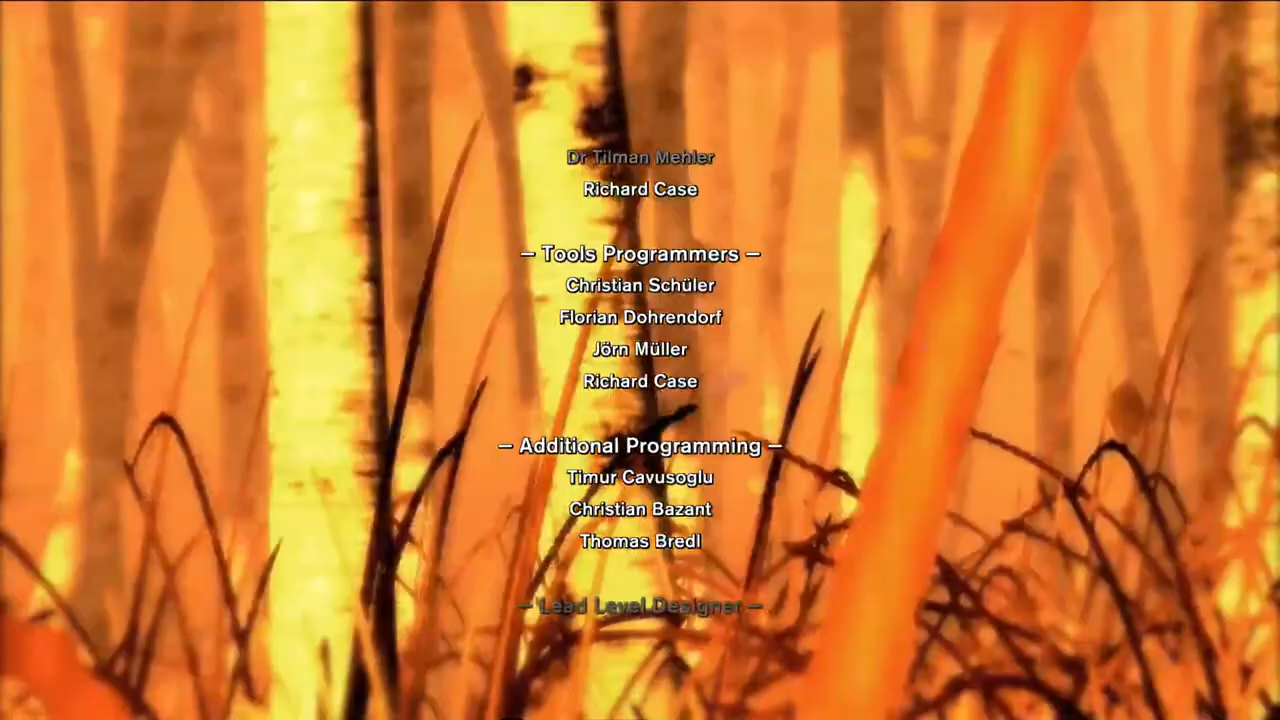 Dr Tilman Mehler
Richard Case
– Tools Programmers –
Christian Schüler
Florian Dohrendorf
Jörn Müller
Richard Case
– Additional Programming –
Timur Cavusoglu
Christian Bazant
Thomas Bredl
– Lead Level Designer –